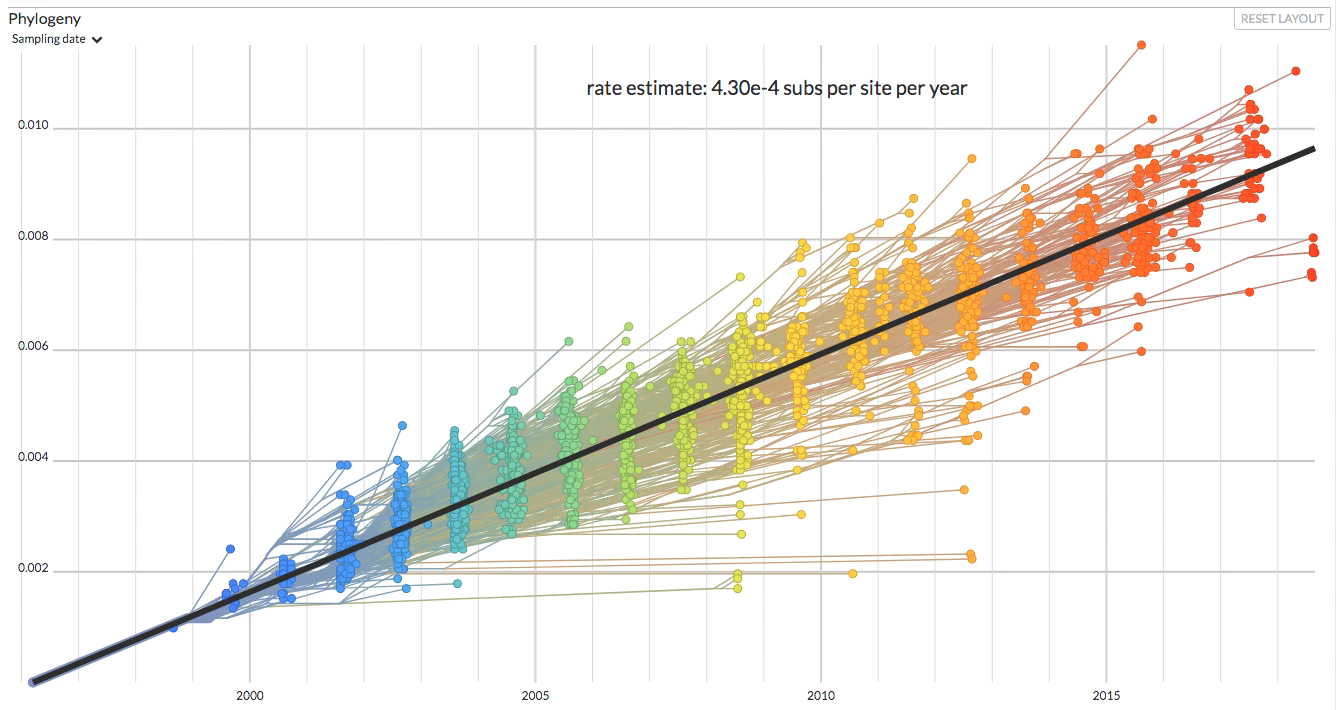 Phylogeny
RESET LAYOUT
Sampling date
rate estimate: 4.30e-4 subs per site per year
0.010
0.008
0.006
0.004
0.002
2000 2005 2010 2015